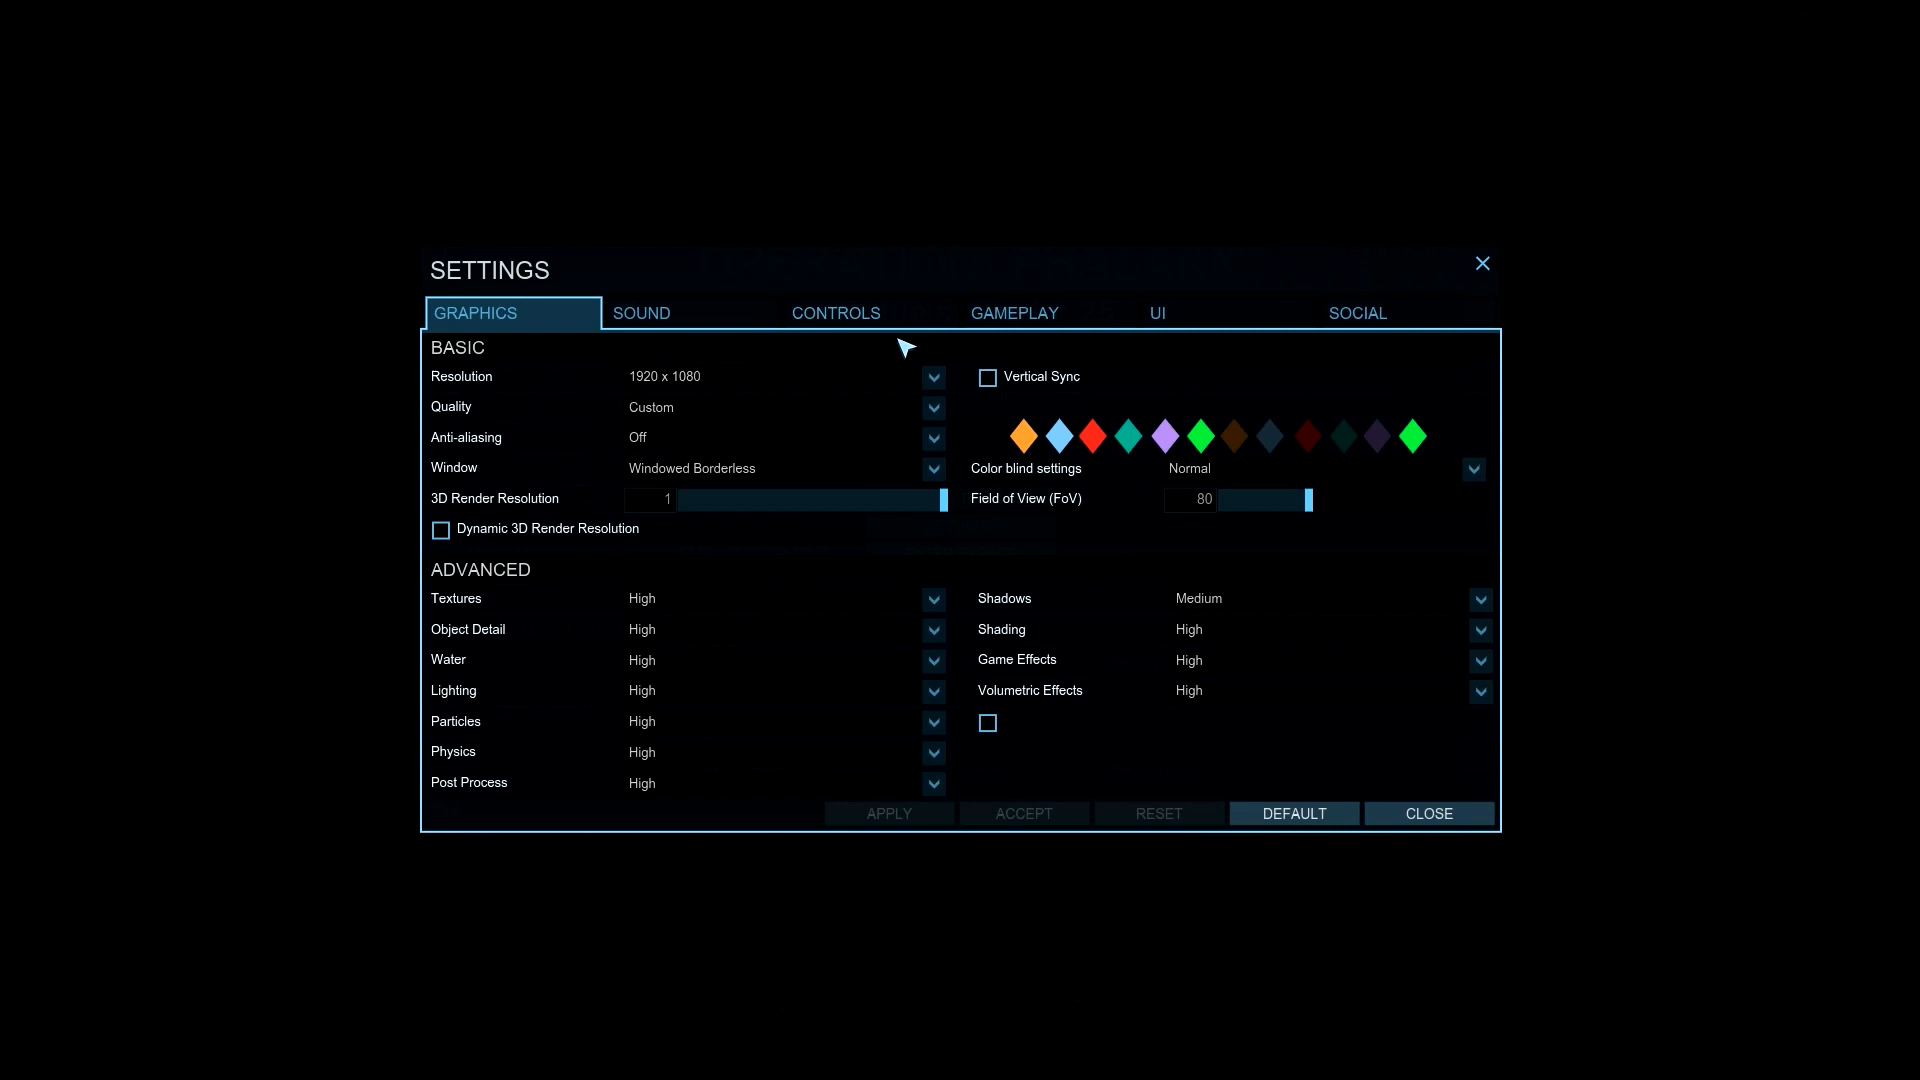 SETTINGS
GRAPHICS SOUND CONTROLS GAMEPLAY UI SOCIAL
BASIC
Resolution 1920 x 1080 Vertical Sync
Quality Custom
Anti-aliasing Off
Window Windowed Borderless Color blind settings Normal
3D Render Resolution 1 Field of View (FoV) 80
Dynamic 3D Render Resolution
ADVANCED
Textures High Shadows Medium
Object Detail High Shading High
Water High Game Effects High
Lighting High Volumetric Effects High
Particles High
Physics High
Post Process High
APPLY ACCEPT RESET DEFAULT CLOSE